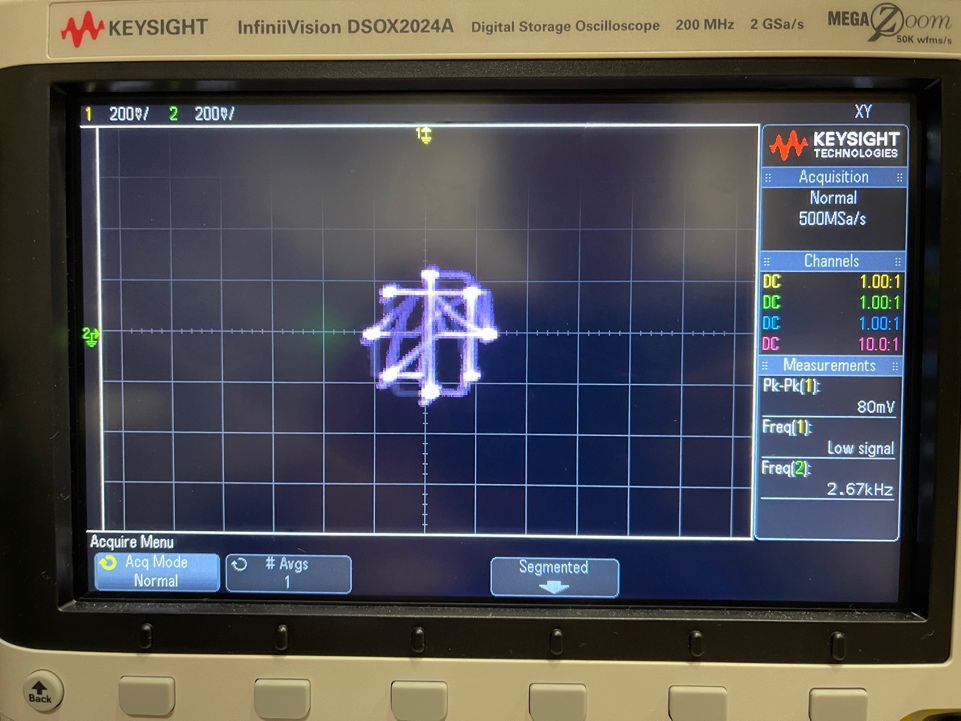 KEYSIGHT InfiniiVision DSOX2024A Digital Storage Oscilloscope 200 MHz 2 GSa/s MEGA Zoom
50K wfms/s
1 200mV/ 2 200mV/ XY
1
KEYSIGHT
TECHNOLOGIES
Acquisition
Normal
500MSa/s
Channels
DC 1.00:1
DC 1.00:1
DC 1.00:1
DC 10.0:1
2
Measurements
Pk-Pk(1):
80mV
Freq(1):
Low signal
Freq(2):
2.67kHz
Acquire Menu
Acq Mode
Normal
# Avgs
1
Segmented
Back